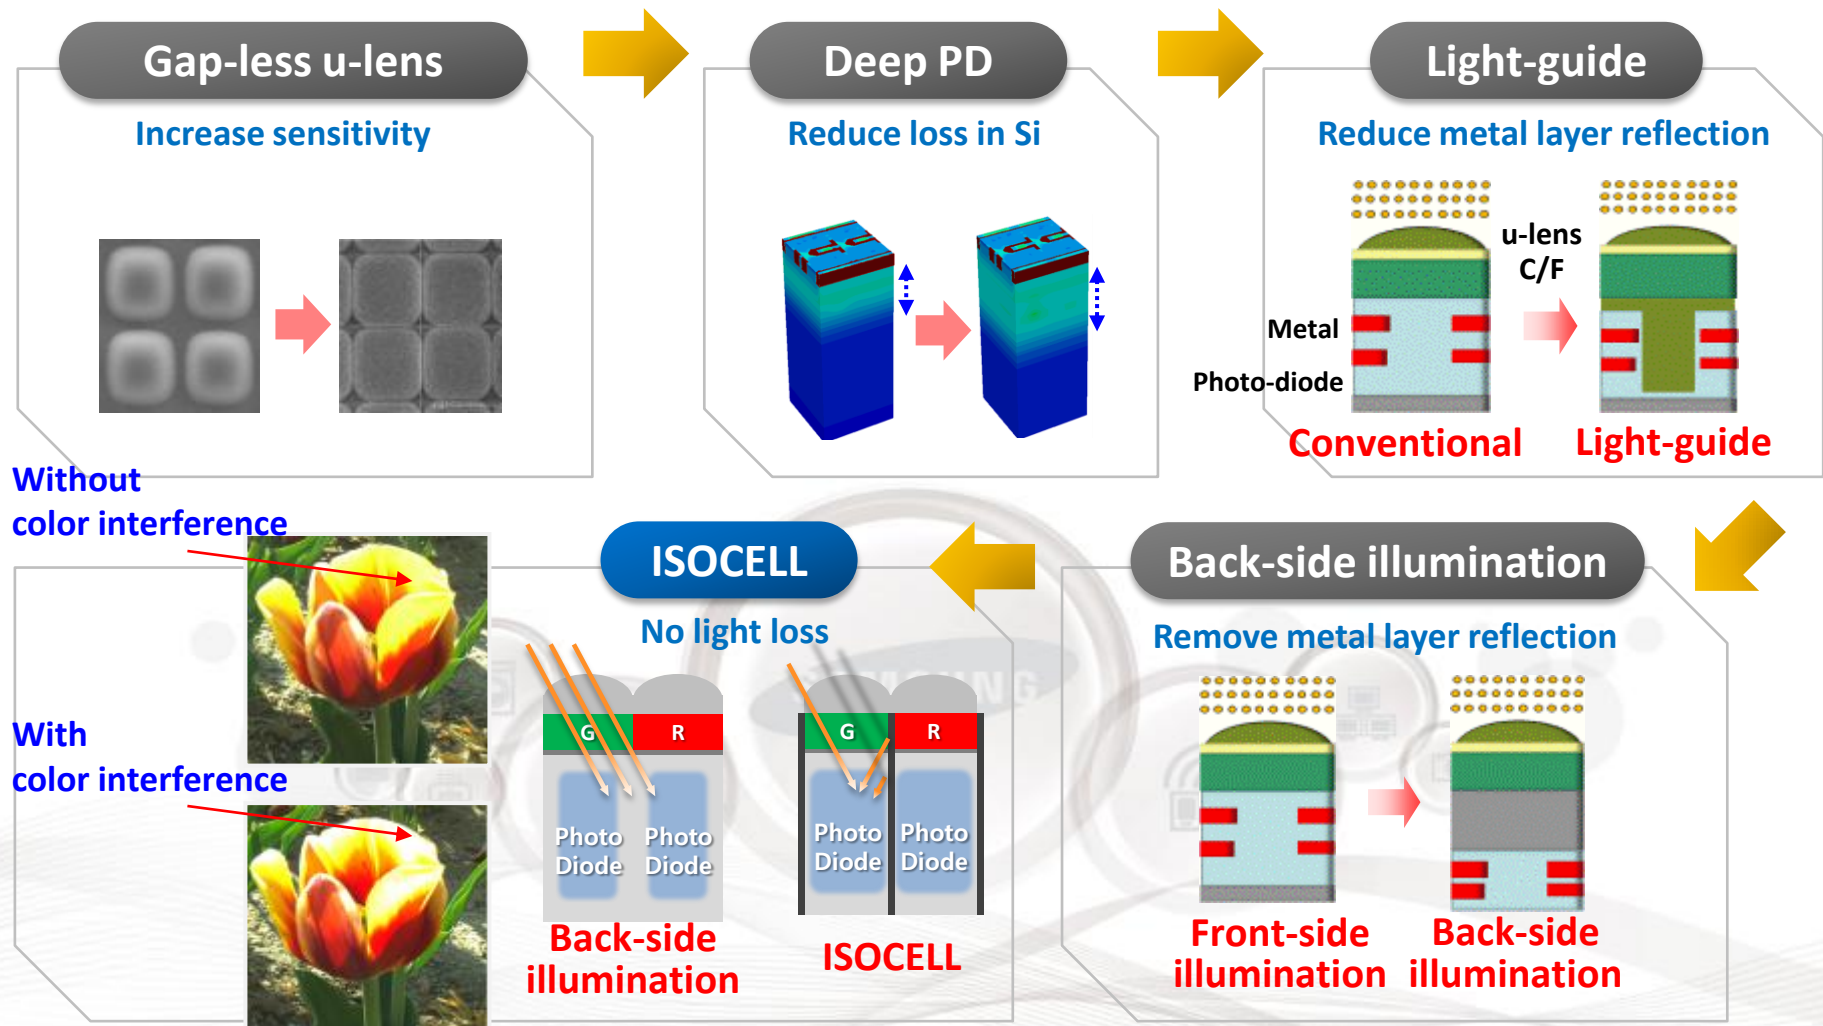 Gap-less u-lens
Increase sensitivity
Deep PD
Reduce loss in Si
Light-guide
Reduce metal layer reflection
u-lens
C/F
Metal
Photo-diode
Conventional
Light-guide
Without
color interference
With
color interference
ISOCELL
No light loss
G
R
Photo
Diode
Photo
Diode
Back-side
illumination
G
R
Photo
Diode
Photo
Diode
ISOCELL
Back-side illumination
Remove metal layer reflection
Front-side
illumination
Back-side
illumination
SAMSUNG